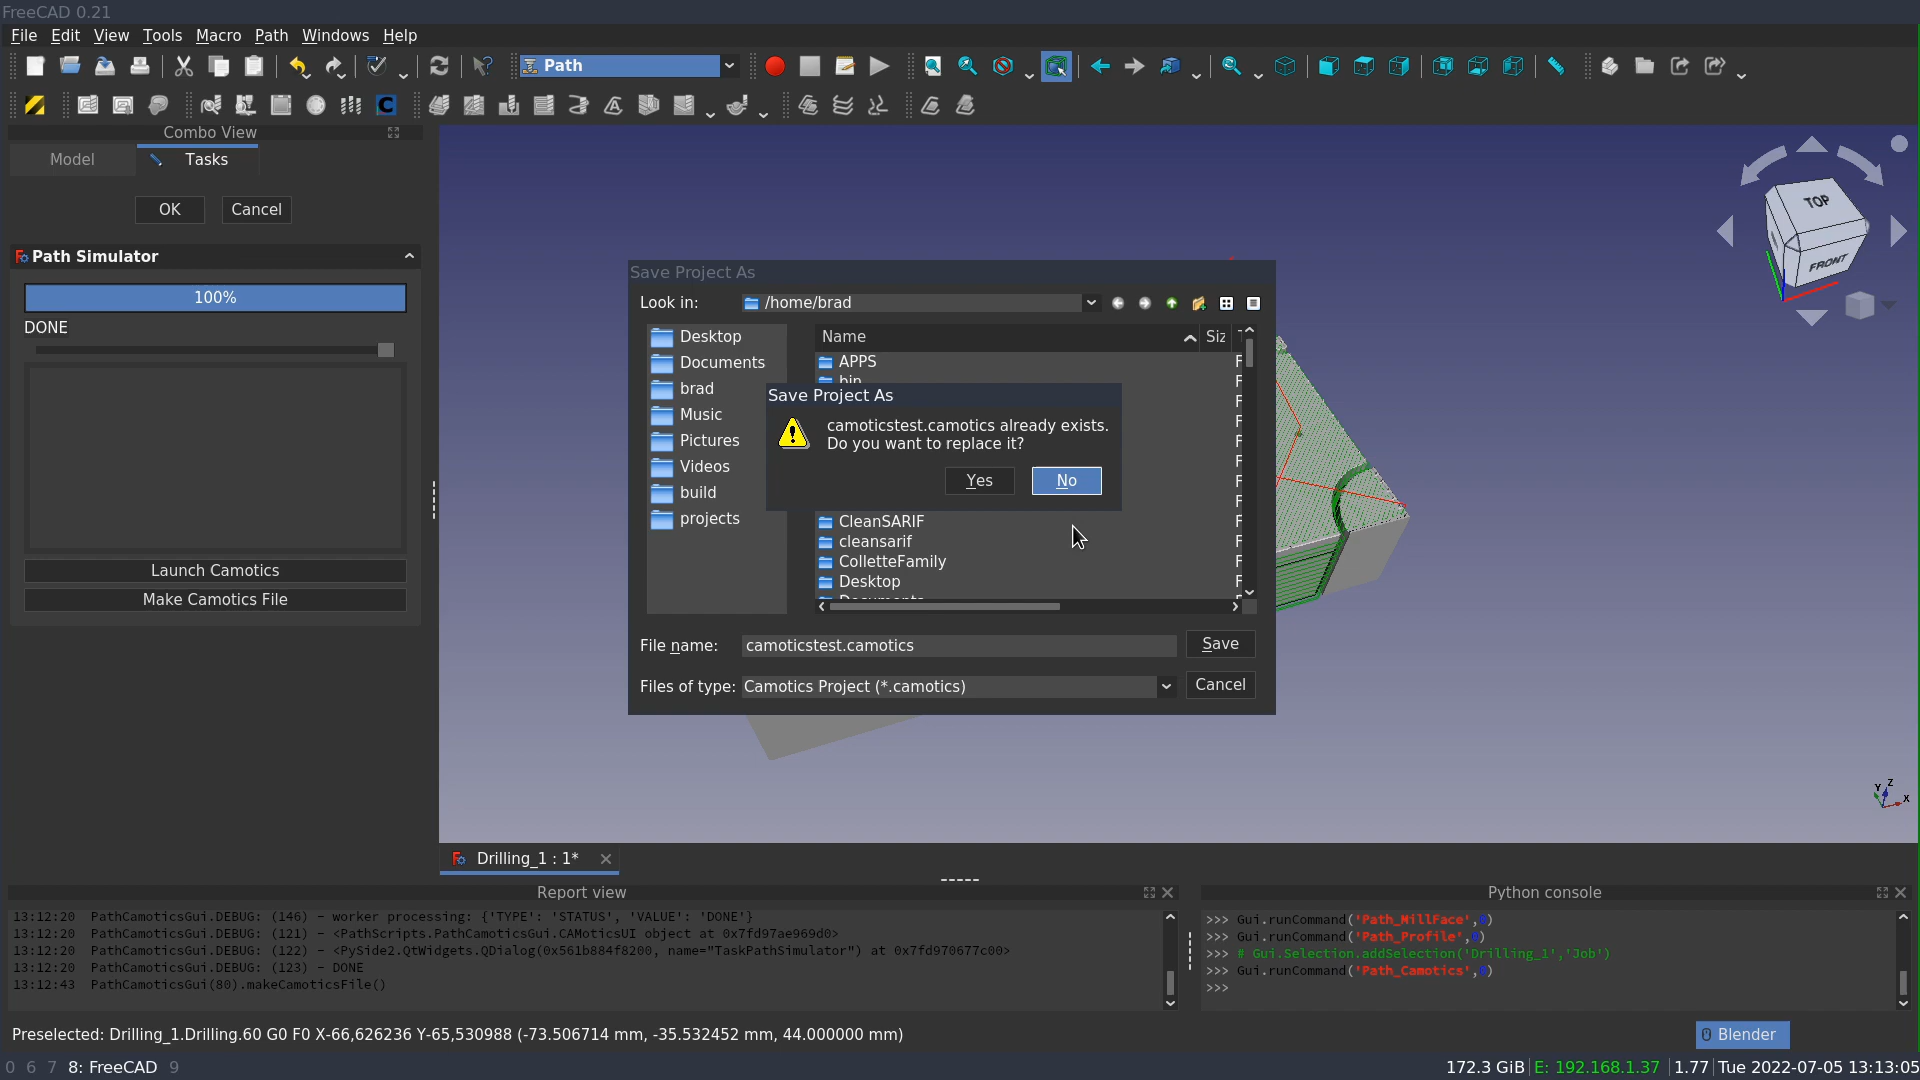 FreeCAD 0.21
File Edit View Tools Macro Path Windows Help
Path
Combo View
Model Tasks
OK Cancel
Path Simulator
100%
DONE
Launch Camotics
Make Camotics File
Save Project As
Look in: /home/brad
Desktop
Documents
brad
Music
Pictures
Videos
build
projects
Name Siz
APPS F
bin F
F
F
F
F
F
F
CleanSARIF F
cleansarif F
ColletteFamily F
Desktop F
Documents
Save Project As
camoticstest.camotics already exists.
Do you want to replace it?
Yes No
File name: camoticstest.camotics Save
Files of type: Camotics Project (*.camotics) Cancel
TOP
FRONT
Z
Y
X
Drilling_1 : 1*
Report view
13:12:20 PathCamoticsGui.DEBUG: (146) - worker processing: {'TYPE': 'STATUS', 'VALUE': 'DONE'}
13:12:20 PathCamoticsGui.DEBUG: (121) - <PathScripts.PathCamoticsGui.CAMoticsUI object at 0x7fd97ae969d0>
13:12:20 PathCamoticsGui.DEBUG: (122) - <PySide2.QtWidgets.QDialog(0x561b884f8200, name="TaskPathSimulator") at 0x7fd970677c00>
13:12:20 PathCamoticsGui.DEBUG: (123) - DONE
13:12:43 PathCamoticsGui(80).makeCamoticsFile()
Python console
>>> Gui.runCommand('Path_MillFace',0)
>>> Gui.runCommand('Path_Profile',0)
>>> # Gui.Selection.addSelection('Drilling_1','Job')
>>> Gui.runCommand('Path_Camotics',0)
>>>
Preselected: Drilling_1.Drilling.60 G0 F0 X-66,626236 Y-65,530988 (-73.506714 mm, -35.532452 mm, 44.000000 mm)
Blender
0 6 7 8: FreeCAD 9
172.3 GiB|E: 192.168.1.37 |1.77|Tue 2022-07-05 13:13:05